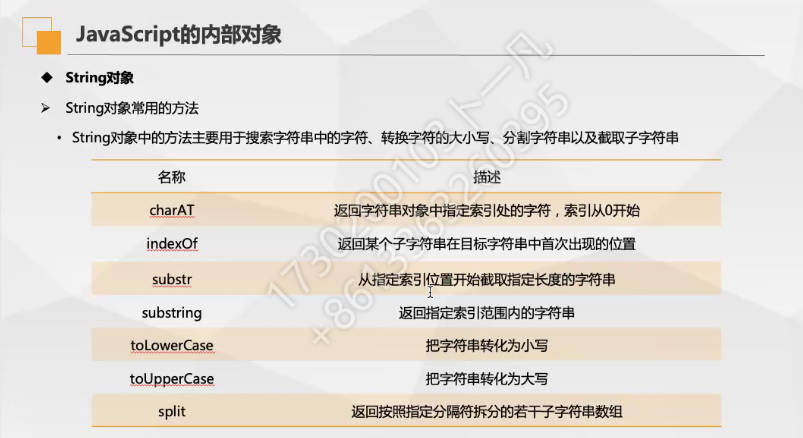 JavaScript的内部对象
◆ String对象
➢ String对象常用的方法
• String对象中的方法主要用于搜索字符串中的字符、转换字符的大小写、分割字符串以及截取子字符串
名称 描述
charAT 返回字符串对象中指定索引处的字符，索引从0开始
indexOf 返回某个子字符串在目标字符串中首次出现的位置
substr 从指定索引位置开始截取指定长度的字符串
substring 返回指定索引范围内的字符串
toLowerCase 把字符串转化为小写
toUpperCase 把字符串转化为大写
split 返回按照指定分隔符拆分的若干子字符串数组
17302000103卜一凡
+8613363260395